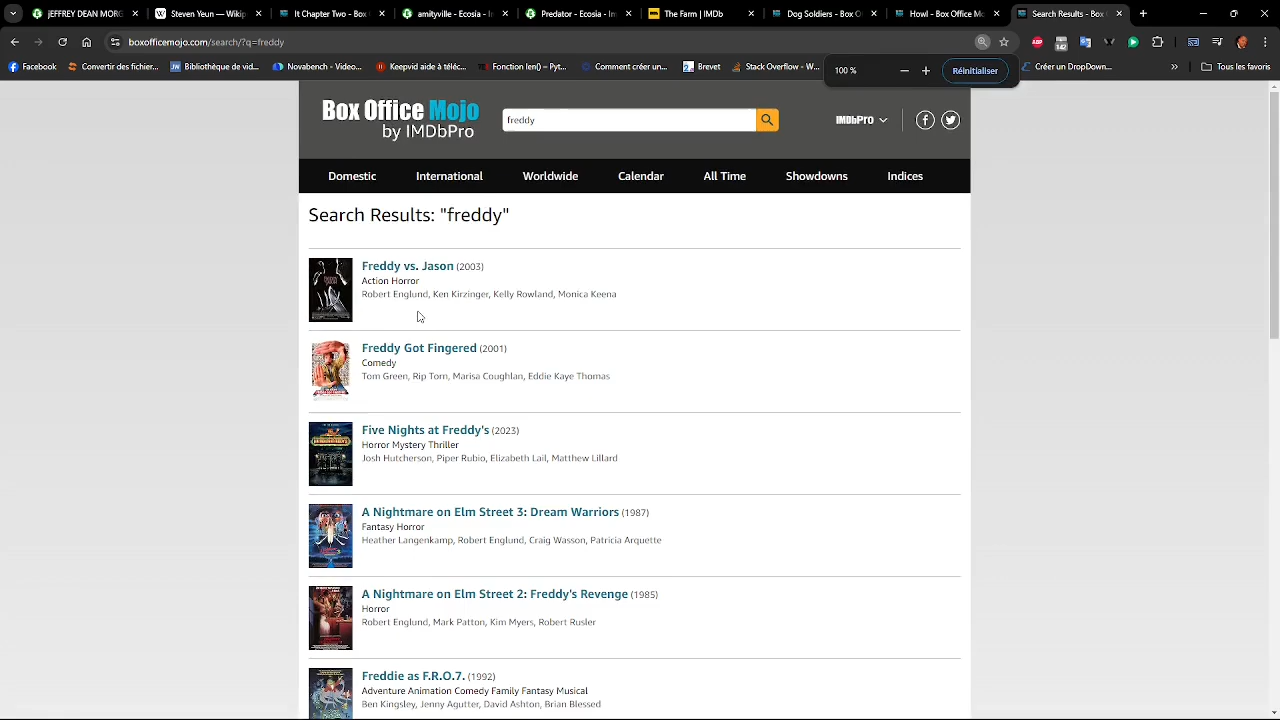 jEFFREY DEAN MORG
Steven Yeun — Wikip
It Chapter Two - Box
amityville - Ecosia - I
Predator - Ecosia - Im
The Farm | IMDb
Dog Soldiers - Box O
Howl - Box Office Mo
Search Results - Box
boxofficemojo.com/search/?q=freddy
Facebook
Convertir des fichier...
Bibliothèque de vid...
Novabench - Video...
Keepvid aide à téléc...
Fonction len() – Pyt...
Comment créer un...
Brevet
Stack Overflow - W...
Créer un DropDown...
Tous les favoris
100 %
Réinitialiser
Box Office Mojo
by IMDbPro
freddy
IMDbPro
Domestic
International
Worldwide
Calendar
All Time
Showdowns
Indices
Search Results: "freddy"
Freddy vs. Jason (2003)
Action Horror
Robert Englund, Ken Kirzinger, Kelly Rowland, Monica Keena
Freddy Got Fingered (2001)
Comedy
Tom Green, Rip Torn, Marisa Coughlan, Eddie Kaye Thomas
Five Nights at Freddy's (2023)
Horror Mystery Thriller
Josh Hutcherson, Piper Rubio, Elizabeth Lail, Matthew Lillard
A Nightmare on Elm Street 3: Dream Warriors (1987)
Fantasy Horror
Heather Langenkamp, Robert Englund, Craig Wasson, Patricia Arquette
A Nightmare on Elm Street 2: Freddy's Revenge (1985)
Horror
Robert Englund, Mark Patton, Kim Myers, Robert Rusler
Freddie as F.R.O.7. (1992)
Adventure Animation Comedy Family Fantasy Musical
Ben Kingsley, Jenny Agutter, David Ashton, Brian Blessed